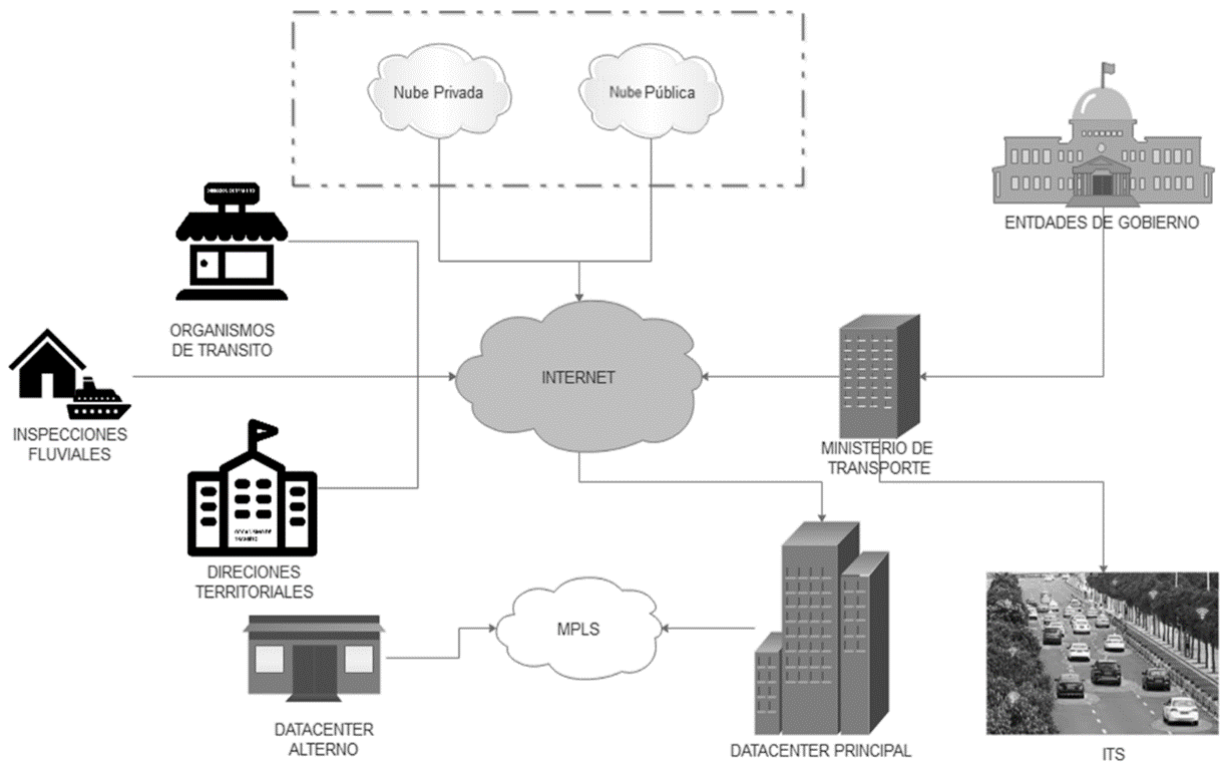 Nube Privada
Nube Pública
ENTDADES DE GOBIERNO
ORGANISMOS
DE TRANSITO
INTERNET
INSPECCIONES
FLUVIALES
MINISTERIO DE
TRANSPORTE
DIRECIONES
TERRITORIALES
MPLS
DATACENTER
ALTERNO
DATACENTER PRINCIPAL
ITS